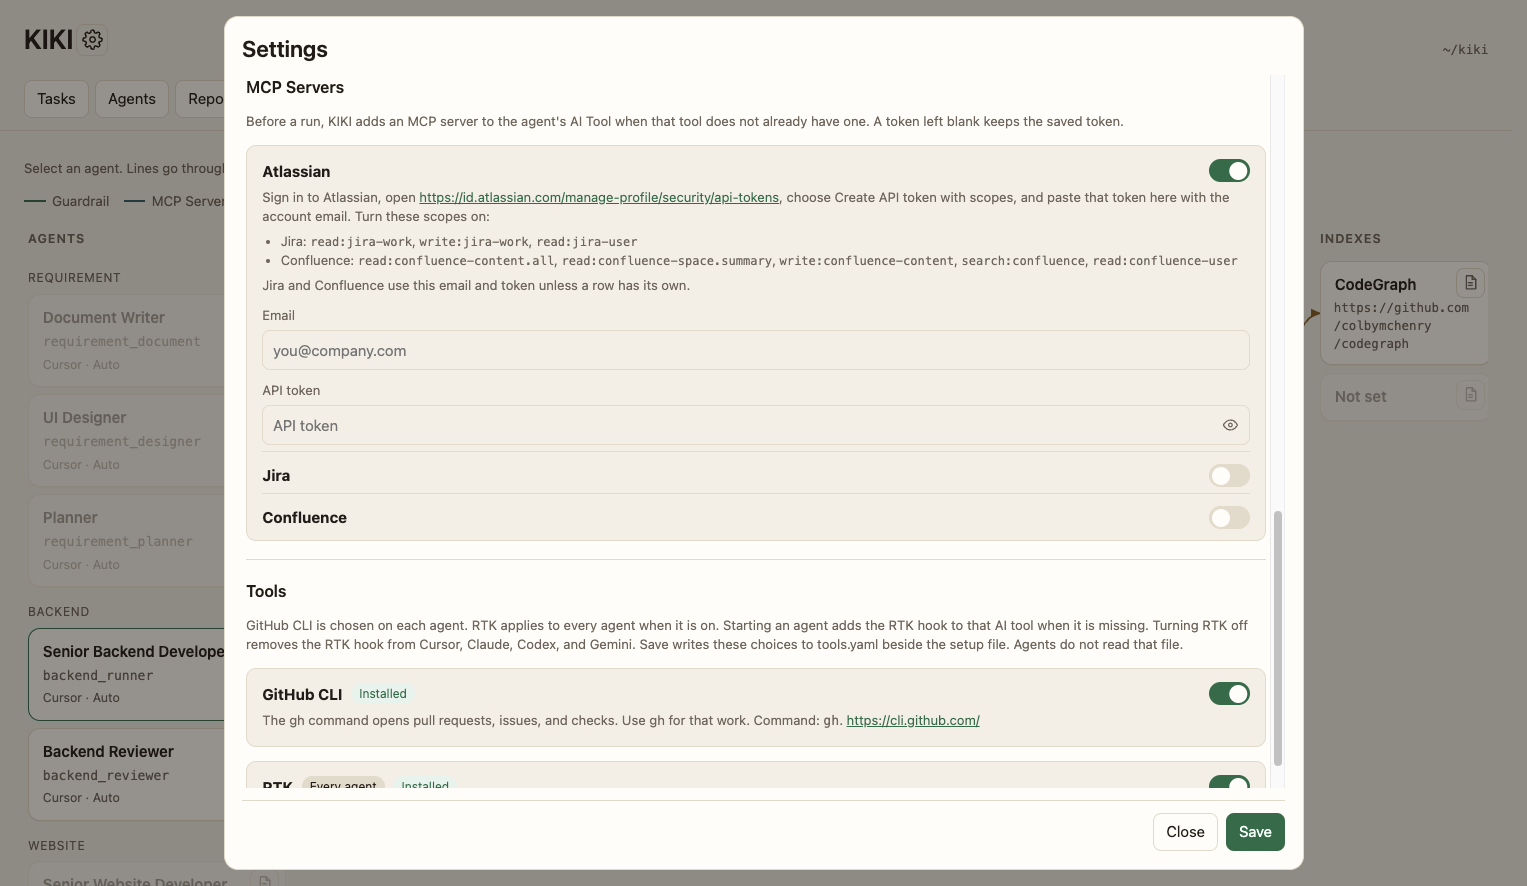 KIKI
~/kiki
Tasks
Agents
Repo
Select an agent. Lines go through
Guardrail
MCP Server
AGENTS
REQUIREMENT
Document Writer
requirement_document
Cursor · Auto
UI Designer
requirement_designer
Cursor · Auto
Planner
requirement_planner
Cursor · Auto
BACKEND
Senior Backend Develope
backend_runner
Cursor · Auto
Backend Reviewer
backend_reviewer
Cursor · Auto
WEBSITE
Senior Website Developer
Settings
MCP Servers
Before a run, KIKI adds an MCP server to the agent's AI Tool when that tool does not already have one. A token left blank keeps the saved token.
Atlassian
Sign in to Atlassian, open https://id.atlassian.com/manage-profile/security/api-tokens, choose Create API token with scopes, and paste that token here with the
account email. Turn these scopes on:
• Jira: read:jira-work, write:jira-work, read:jira-user
• Confluence: read:confluence-content.all, read:confluence-space.summary, write:confluence-content, search:confluence, read:confluence-user
Jira and Confluence use this email and token unless a row has its own.
Email
you@company.com
API token
API token
Jira
Confluence
Tools
GitHub CLI is chosen on each agent. RTK applies to every agent when it is on. Starting an agent adds the RTK hook to that AI tool when it is missing. Turning RTK off
removes the RTK hook from Cursor, Claude, Codex, and Gemini. Save writes these choices to tools.yaml beside the setup file. Agents do not read that file.
GitHub CLI Installed
The gh command opens pull requests, issues, and checks. Use gh for that work. Command: gh. https://cli.github.com/
RTK Every agent Installed
Close
Save
INDEXES
CodeGraph
https://github.com
/colbymchenry
/codegraph
Not set